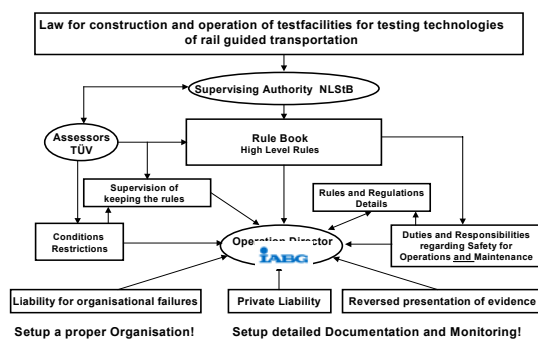 Law for construction and operation of testfacilities for testing technologies
of rail guided transportation
Supervising Authority NLStB
Assessors
TÜV
Rule Book
High Level Rules
Supervision of
keeping the rules
Rules and Regulations
Details
Conditions
Restrictions
Operation Director
IABG
Duties and Responsibilities
regarding Safety for
Operations and Maintenance
Liability for organisational failures
Private Liability
Reversed presentation of evidence
Setup a proper Organisation!
Setup detailed Documentation and Monitoring!